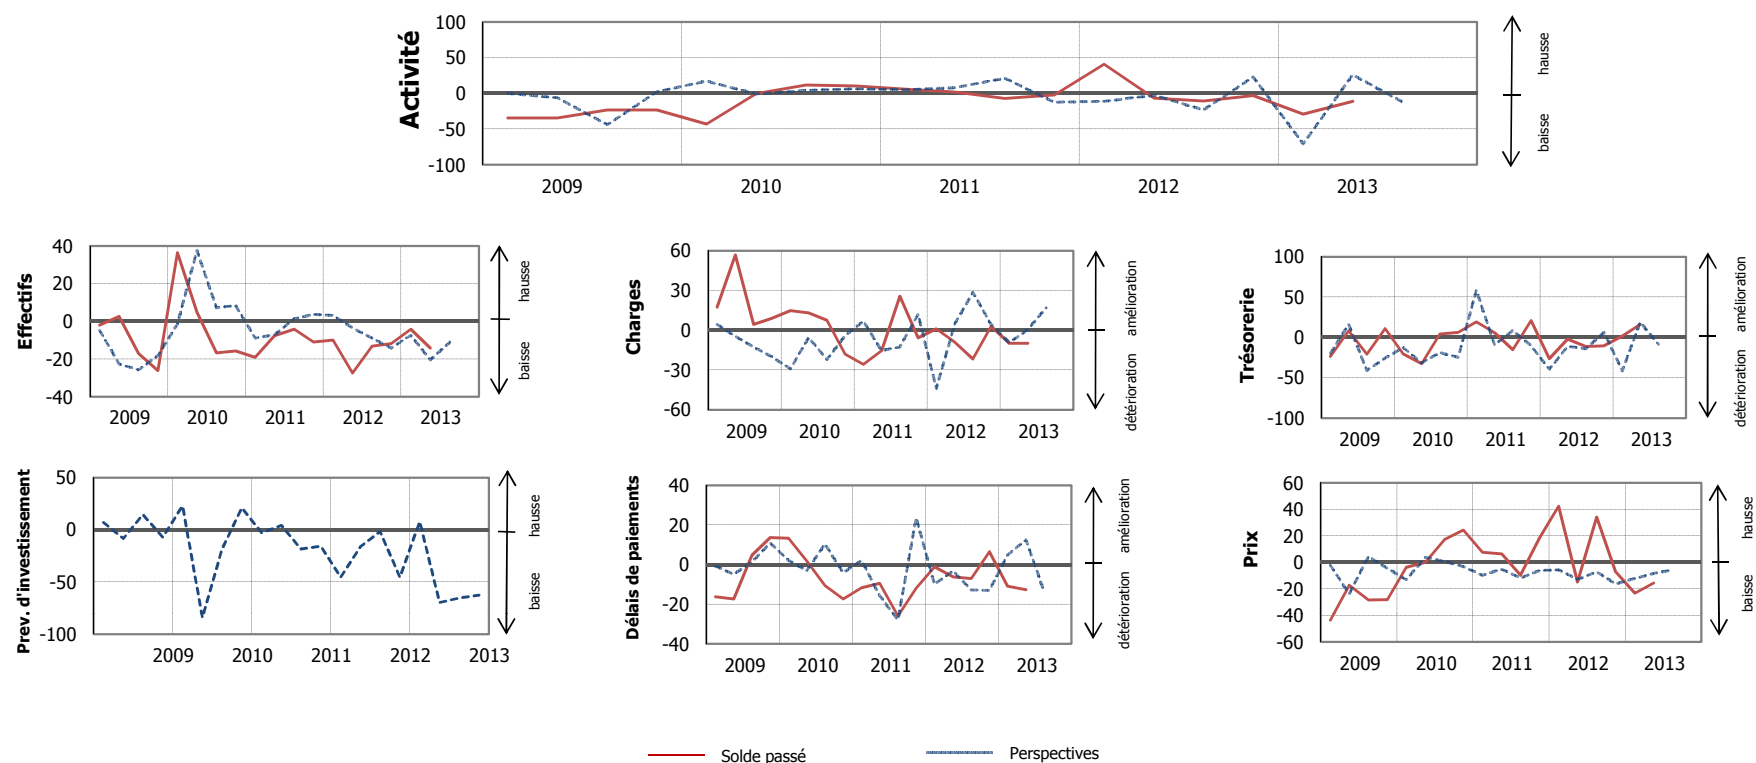 Activité
100
50
0
-50
-100
2009 2010 2011 2012 2013
hausse
baisse
Effectifs
40
20
0
-20
-40
2009 2010 2011 2012 2013
hausse
baisse
Charges
60
30
0
-30
-60
2009 2010 2011 2012 2013
amélioration
détérioration
Trésorerie
100
50
0
-50
-100
2009 2010 2011 2012 2013
amélioration
détérioration
Prev. d'investissement
50
0
-50
-100
2009 2010 2011 2012 2013
hausse
baisse
Délais de paiements
40
20
0
-20
-40
2009 2010 2011 2012 2013
amélioration
détérioration
Prix
60
40
20
0
-20
-40
-60
2009 2010 2011 2012 2013
hausse
baisse
Solde passé
Perspectives